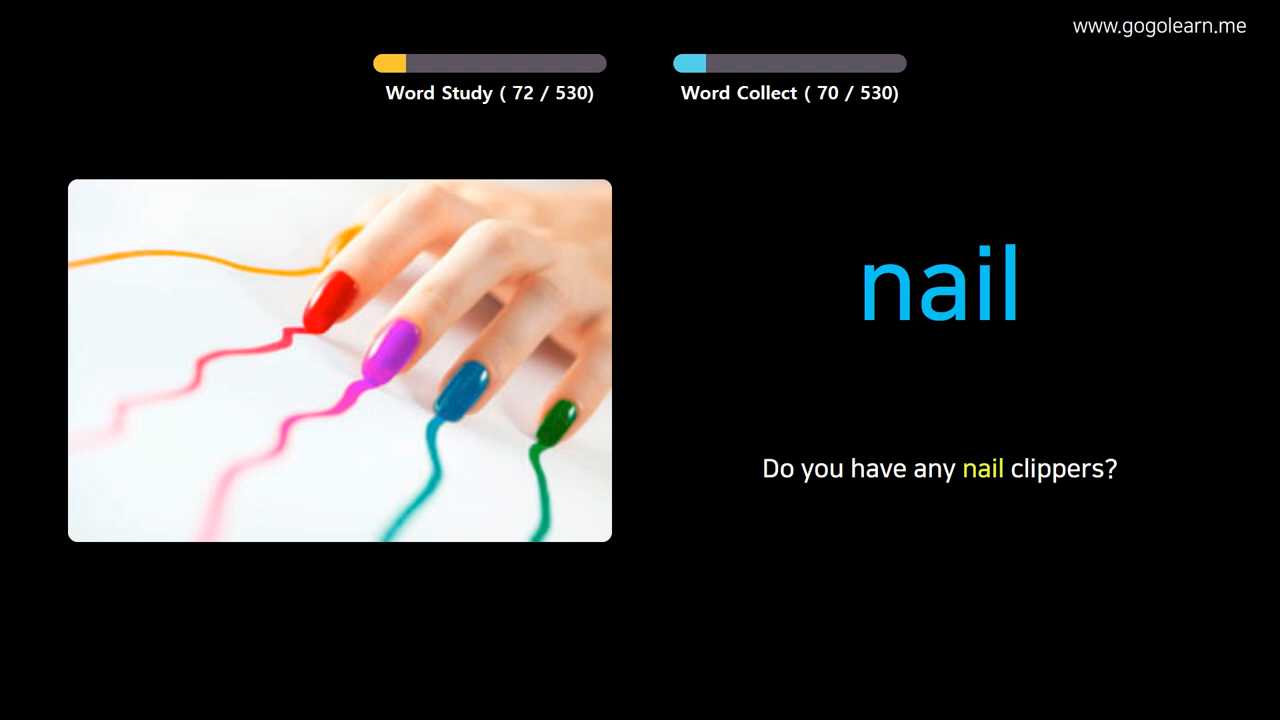 www.gogolearn.me
Word Study ( 72 / 530)
Word Collect ( 70 / 530)
nail
Do you have any nail clippers?